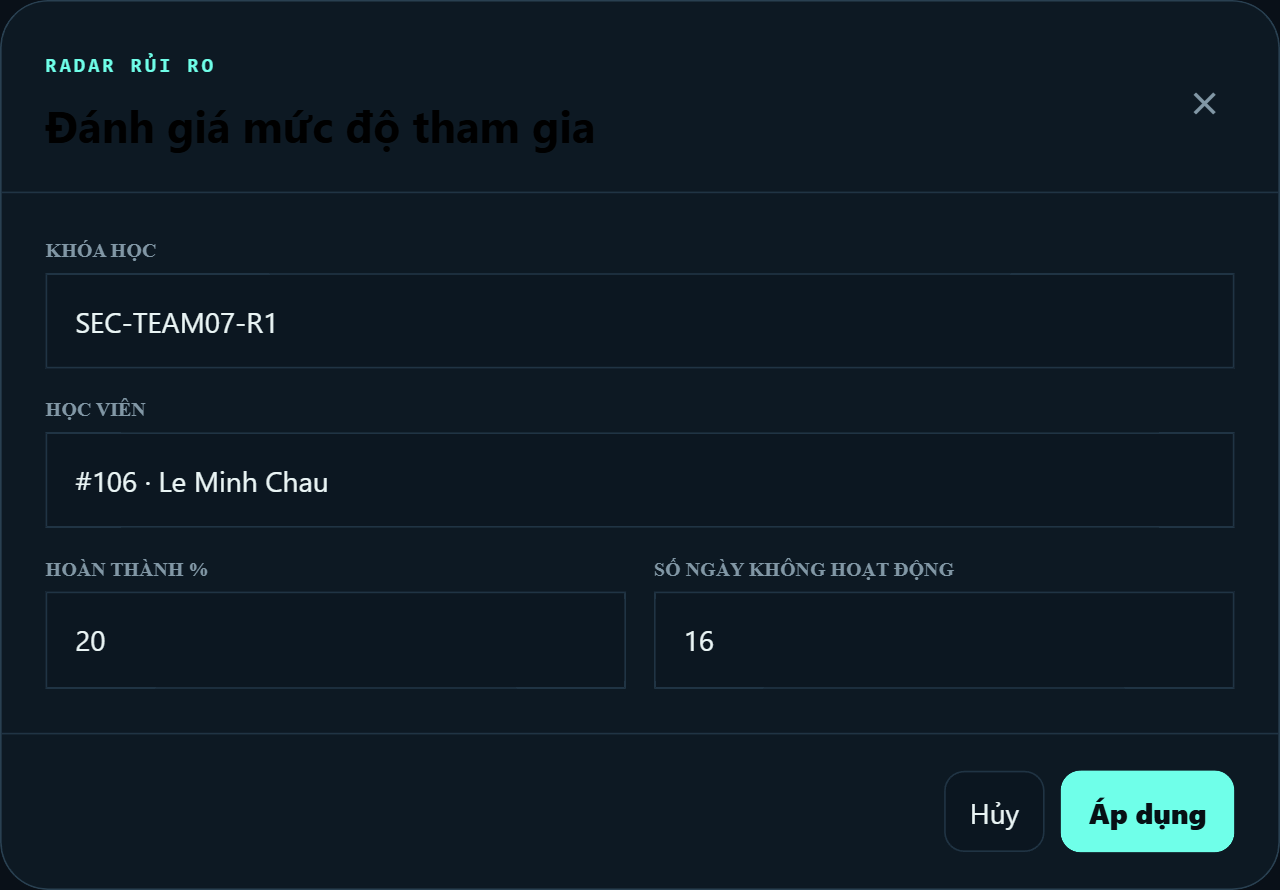 RADAR RỦI RO
Đánh giá mức độ tham gia
KHÓA HỌC
SEC-TEAM07-R1
HỌC VIÊN
#106 · Le Minh Chau
HOÀN THÀNH % SỐ NGÀY KHÔNG HOẠT ĐỘNG
20 16
Hủy Áp dụng